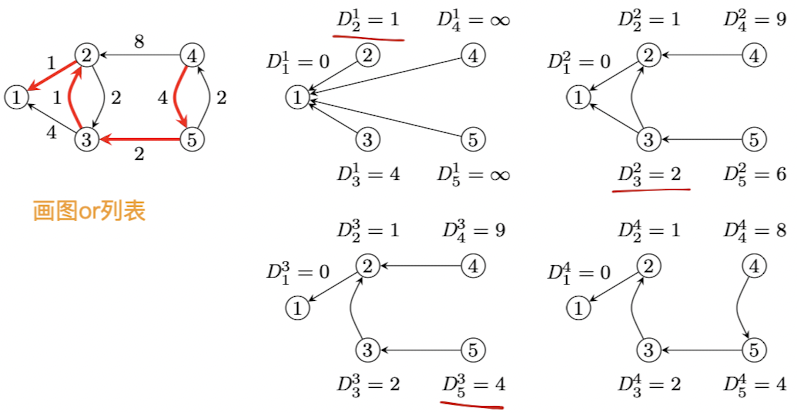 8
1
2
4
1
1
2
4
2
4
3
5
2
画图or列表
D_2^1 = 1
D_4^1 = ∞
D_1^1 = 0
2
4
1
3
5
D_3^1 = 4
D_5^1 = ∞
D_2^2 = 1
D_4^2 = 9
D_1^2 = 0
2
4
1
3
5
D_3^2 = 2
D_5^2 = 6
D_2^3 = 1
D_4^3 = 9
D_1^3 = 0
2
4
1
3
5
D_3^3 = 2
D_5^3 = 4
D_2^4 = 1
D_4^4 = 8
D_1^4 = 0
2
4
1
3
5
D_3^4 = 2
D_5^4 = 4